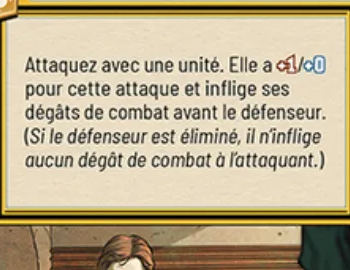 Attaquez avec une unité. Elle a +1/+0
pour cette attaque et inflige ses
dégâts de combat avant le défenseur.
(Si le défenseur est éliminé, il n'inflige
aucun dégât de combat à l'attaquant.)